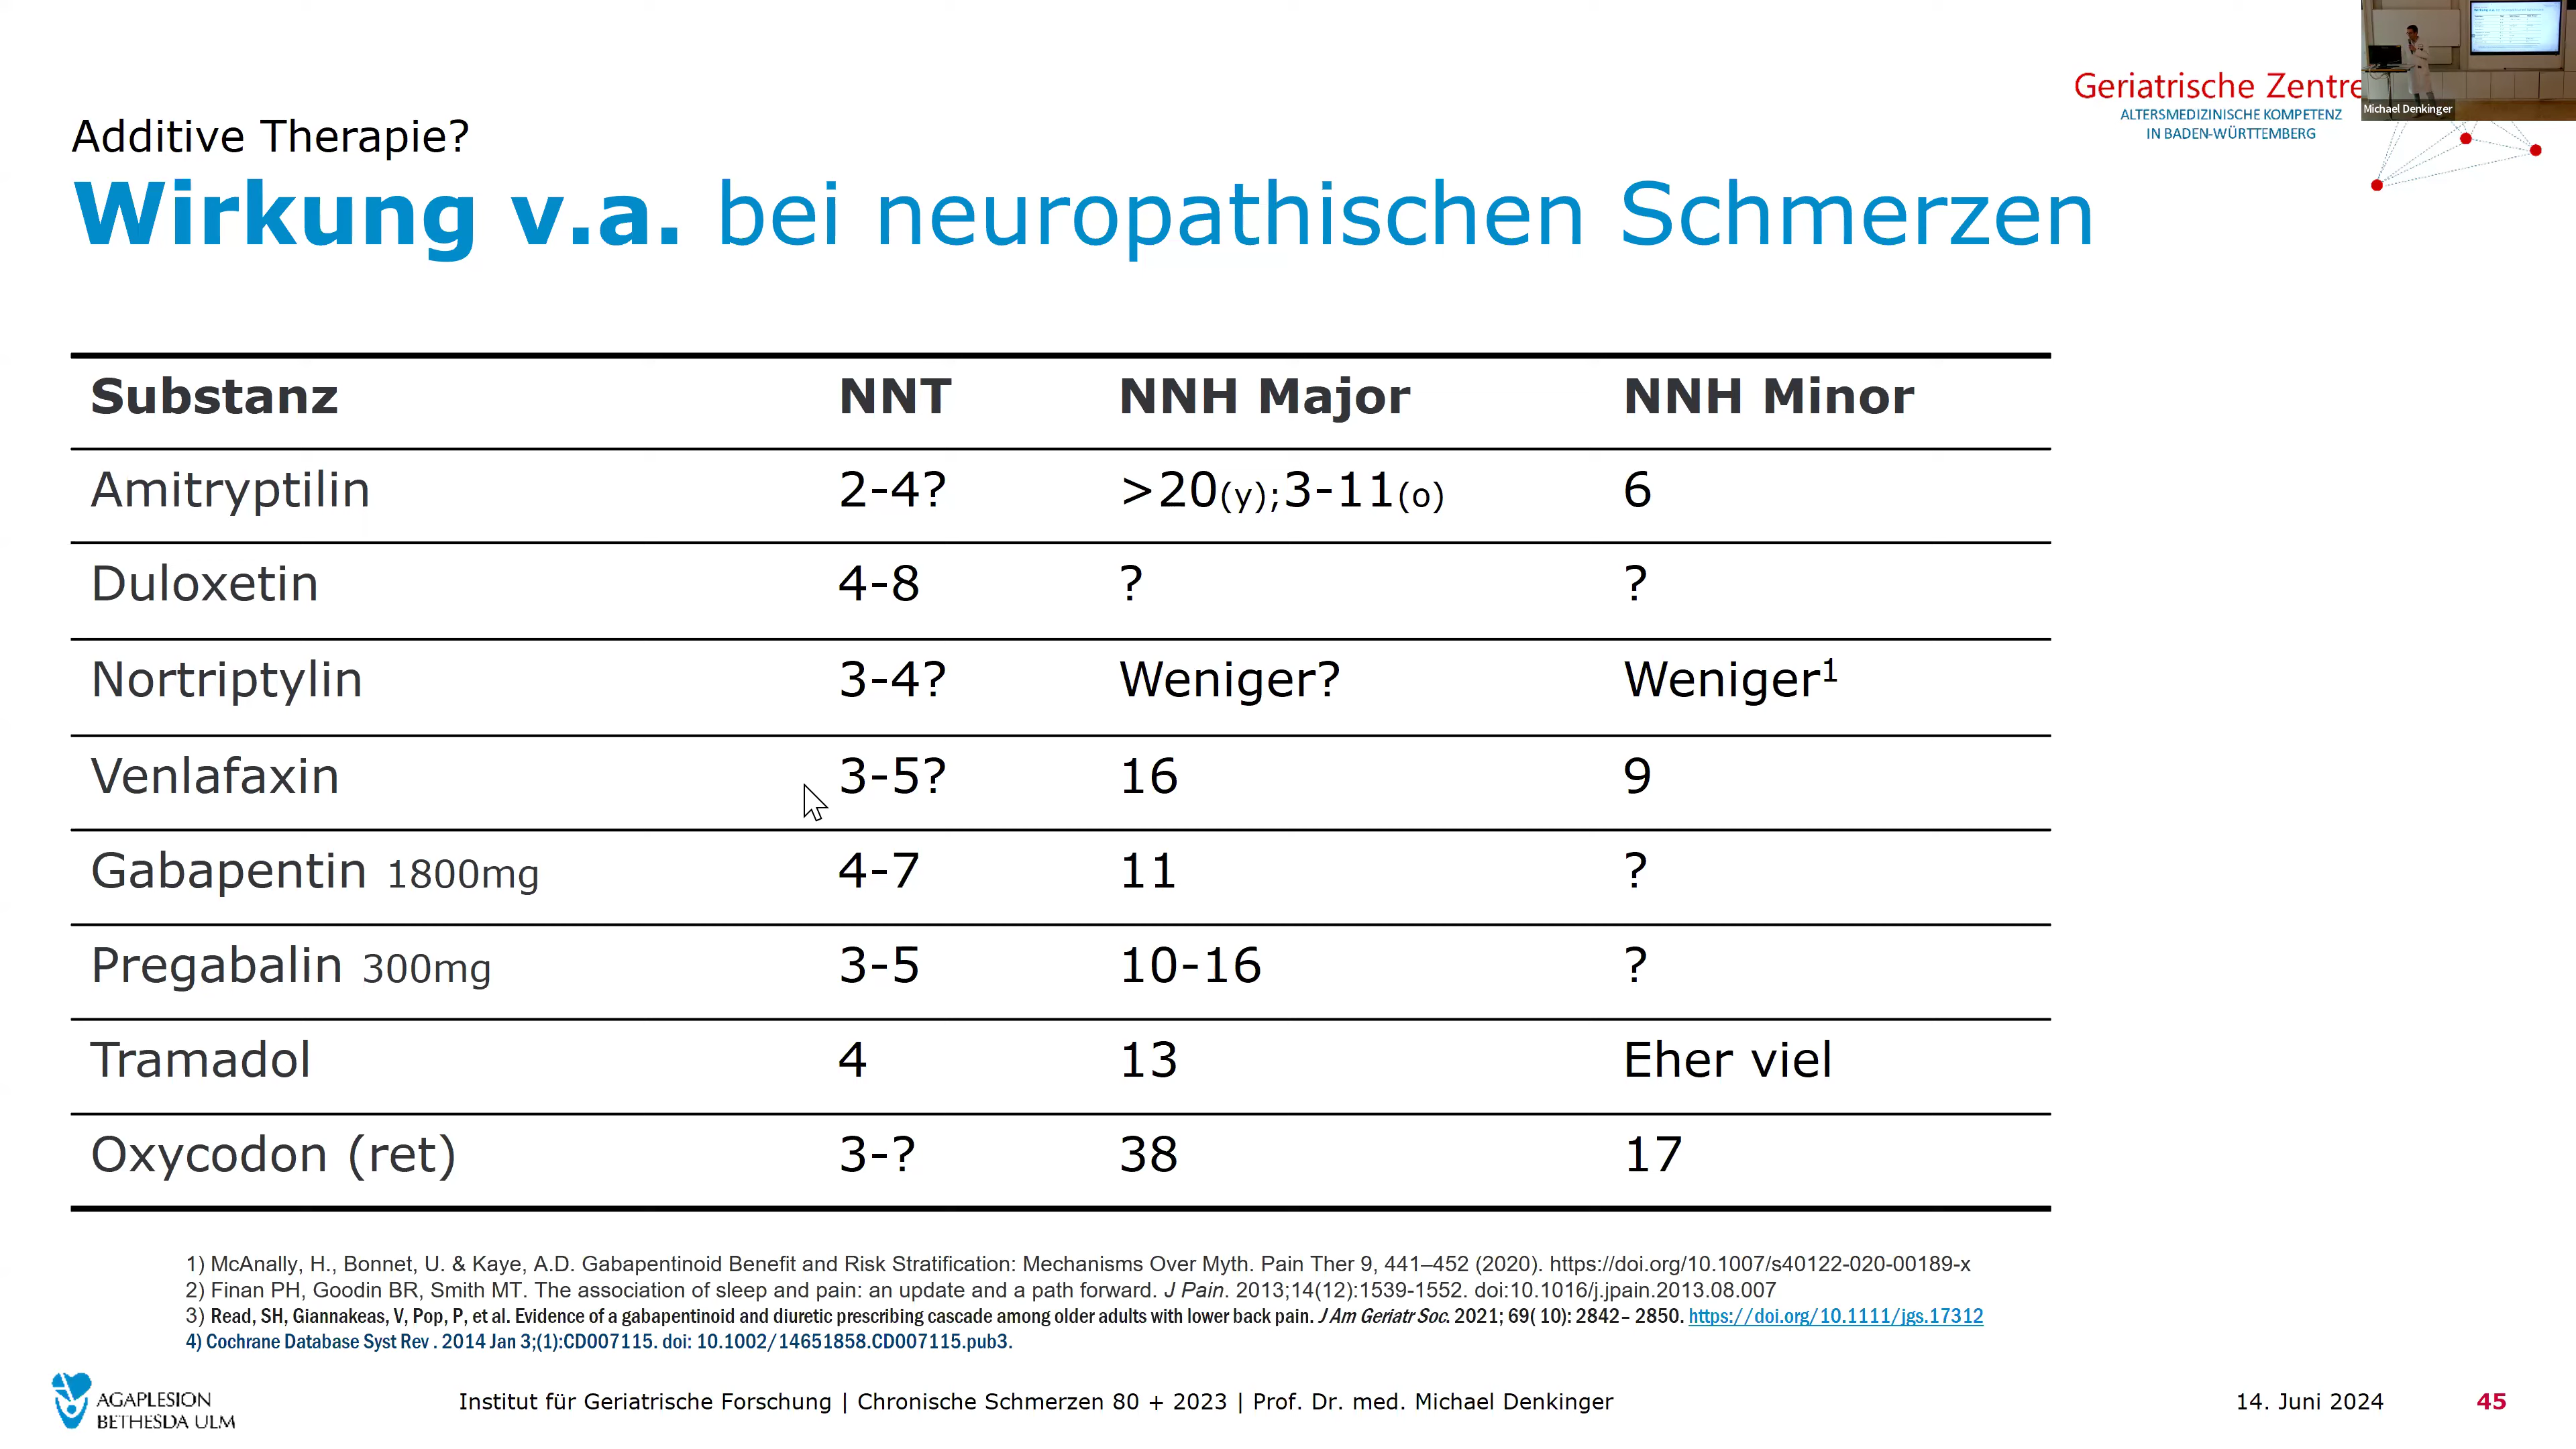 Geriatrische Zentre
ALTERSMEDIZINISCHE KOMPETENZ
IN BADEN-WÜRTTEMBERG
Michael Denkinger
Additive Therapie?
Wirkung v.a. bei neuropathischen Schmerzen
Substanz NNT NNH Major NNH Minor
Amitryptilin 2-4? >20(y);3-11(o) 6
Duloxetin 4-8 ? ?
Nortriptylin 3-4? Weniger? Weniger¹
Venlafaxin 3-5? 16 9
Gabapentin 1800mg 4-7 11 ?
Pregabalin 300mg 3-5 10-16 ?
Tramadol 4 13 Eher viel
Oxycodon (ret) 3-? 38 17
1) McAnally, H., Bonnet, U. & Kaye, A.D. Gabapentinoid Benefit and Risk Stratification: Mechanisms Over Myth. Pain Ther 9, 441–452 (2020). https://doi.org/10.1007/s40122-020-00189-x
2) Finan PH, Goodin BR, Smith MT. The association of sleep and pain: an update and a path forward. J Pain. 2013;14(12):1539-1552. doi:10.1016/j.jpain.2013.08.007
3) Read, SH, Giannakeas, V, Pop, P, et al. Evidence of a gabapentinoid and diuretic prescribing cascade among older adults with lower back pain. J Am Geriatr Soc. 2021; 69( 10): 2842– 2850. https://doi.org/10.1111/jgs.17312
4) Cochrane Database Syst Rev . 2014 Jan 3;(1):CD007115. doi: 10.1002/14651858.CD007115.pub3.
AGAPLESION
BETHESDA ULM
Institut für Geriatrische Forschung | Chronische Schmerzen 80 + 2023 | Prof. Dr. med. Michael Denkinger
14. Juni 2024 45